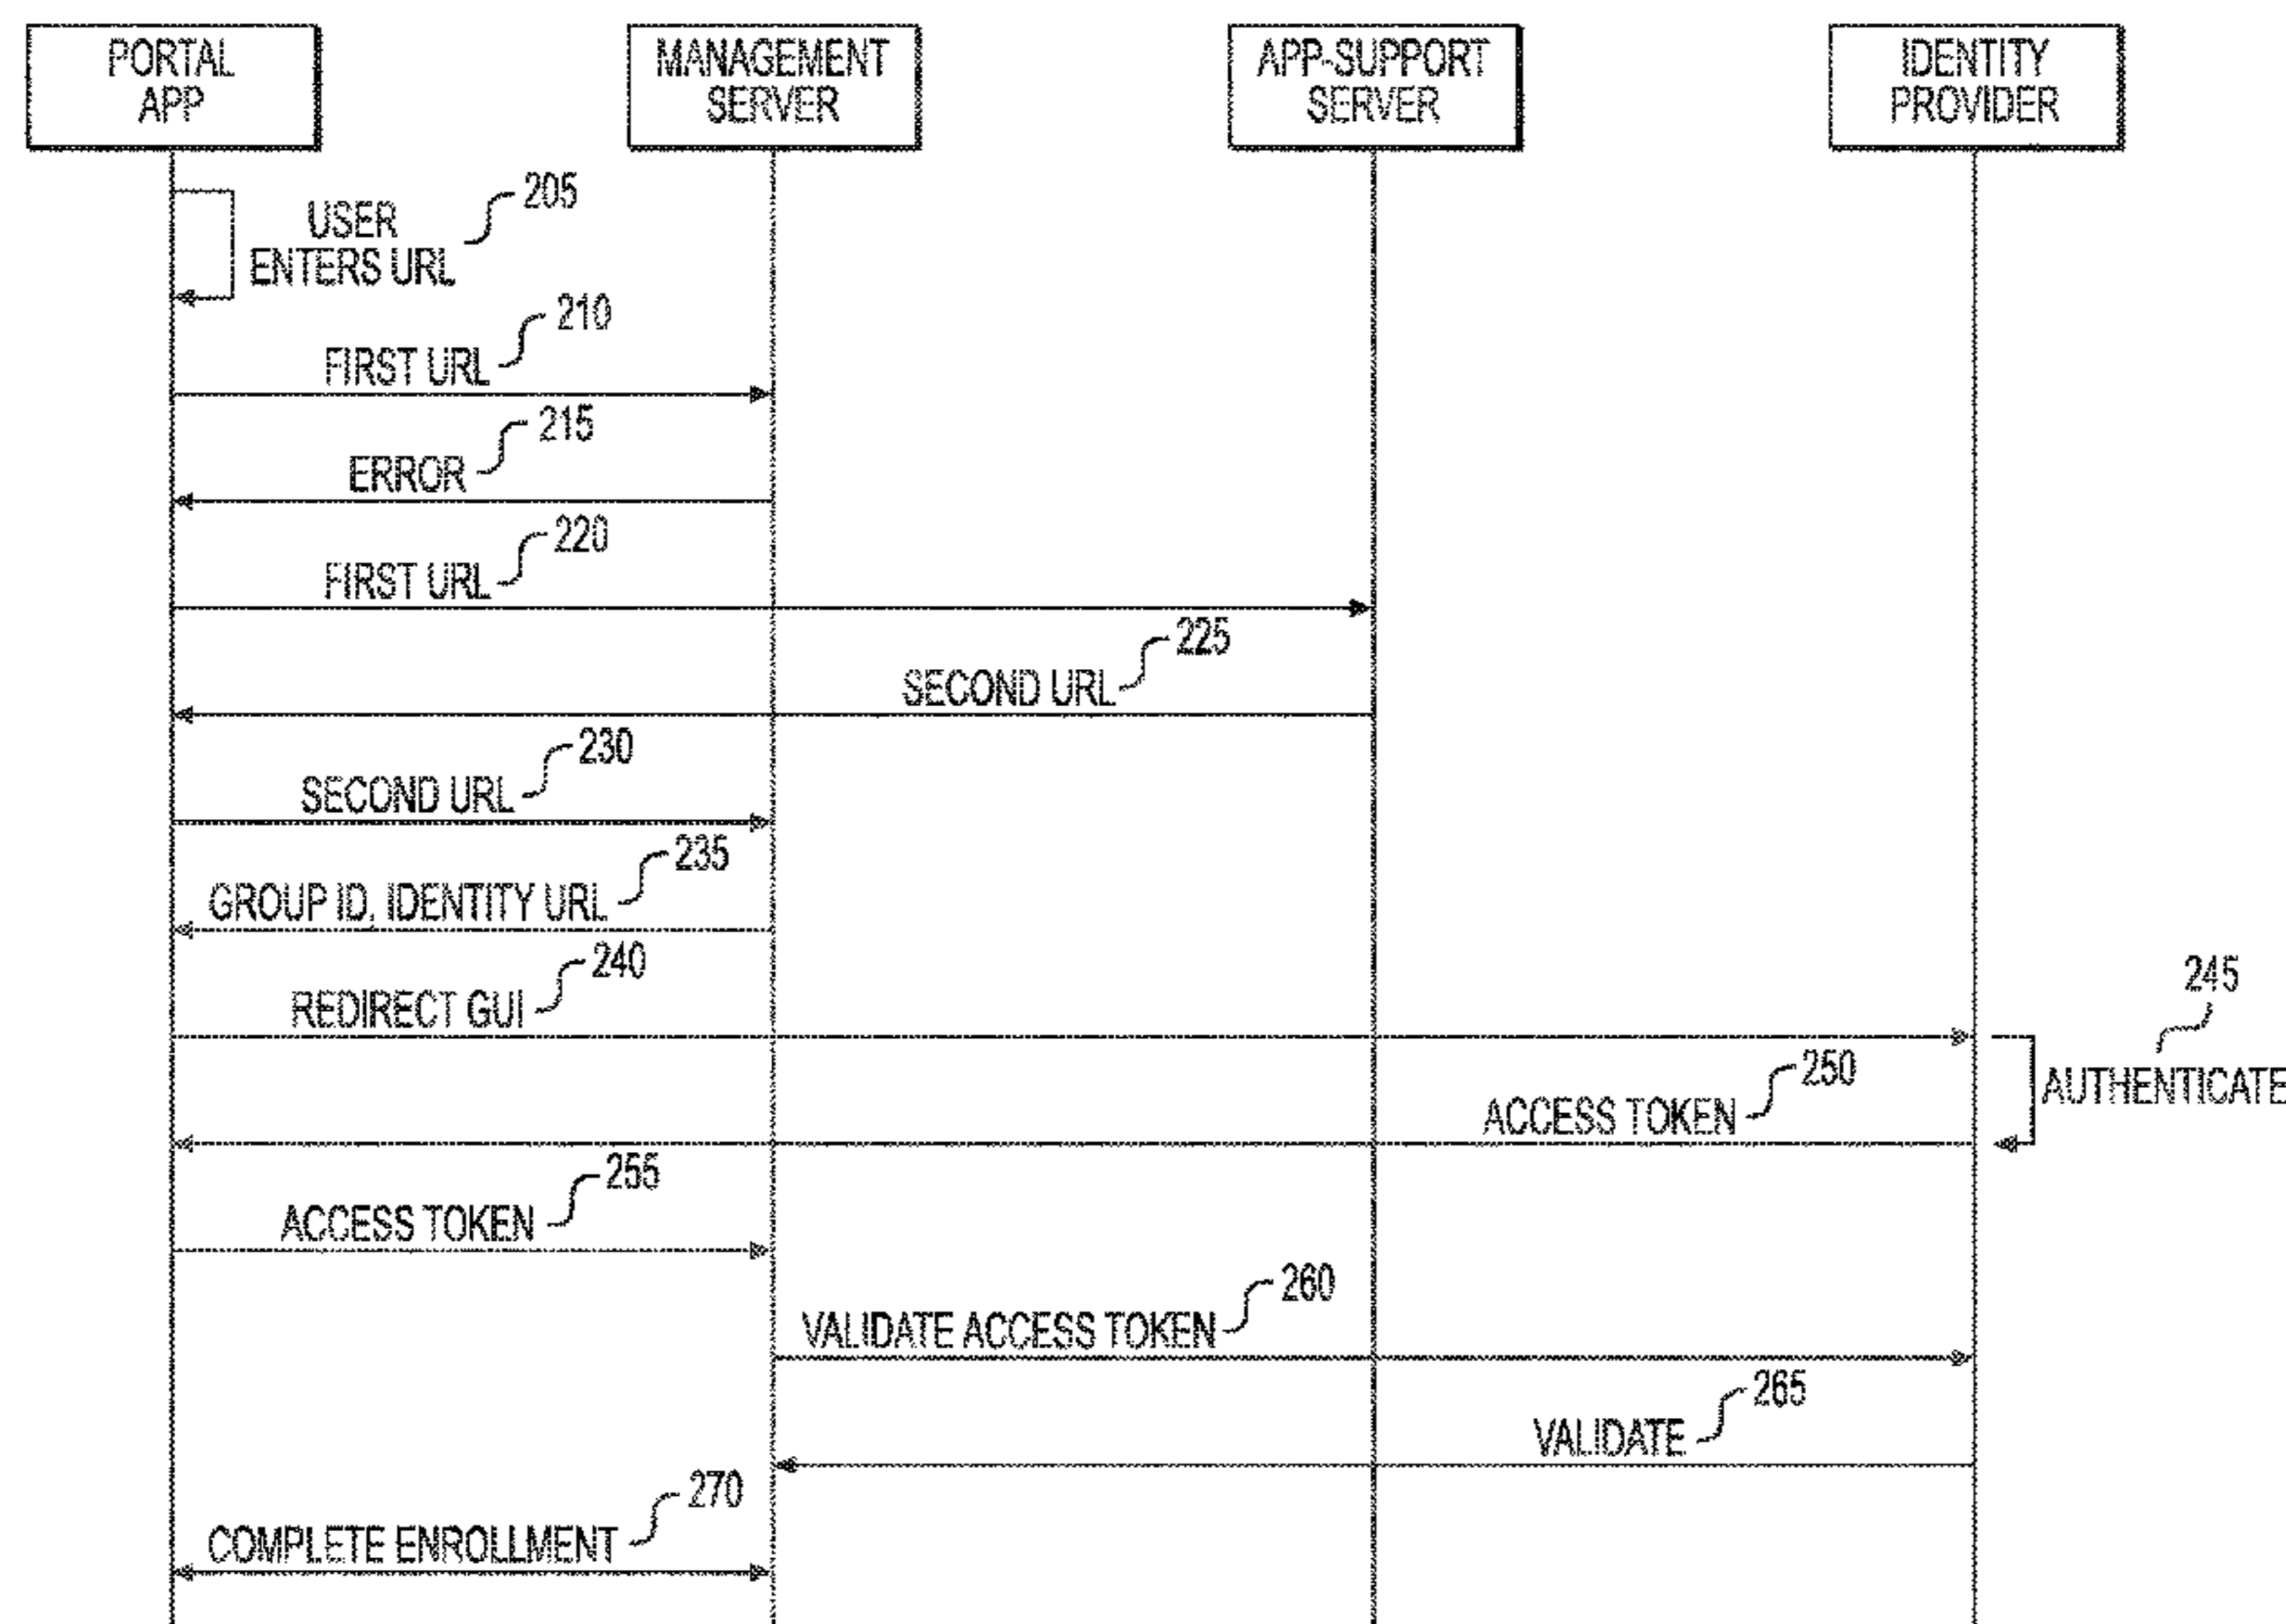 PORTAL
APP
MANAGEMENT
SERVER
APP-SUPPORT
SERVER
IDENTITY
PROVIDER
205
USER
ENTERS URL
210
FIRST URL
215
ERROR
220
FIRST URL
225
SECOND URL
230
SECOND URL
235
GROUP ID, IDENTITY URL
240
REDIRECT GUI
245
AUTHENTICATE
250
ACCESS TOKEN
255
ACCESS TOKEN
260
VALIDATE ACCESS TOKEN
265
VALIDATE
270
COMPLETE ENROLLMENT